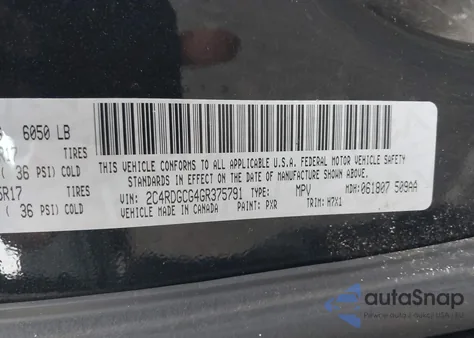 6050 LB
TIRES
36 PSI) COLD
R17 TIRES
( 36 PSI) COLD
THIS VEHICLE CONFORMS TO ALL APPLICABLE U.S.A. FEDERAL MOTOR VEHICLE SAFETY
STANDARDS IN EFFECT ON THE DATE OF MANUFACTURE SHOWN ABOVE.
VIN: 2C4RDGCG4GR375791 TYPE: MPV MDH: 061807 509AA
VEHICLE MADE IN CANADA PAINT: PXR TRIM: H7X1
autaSnap